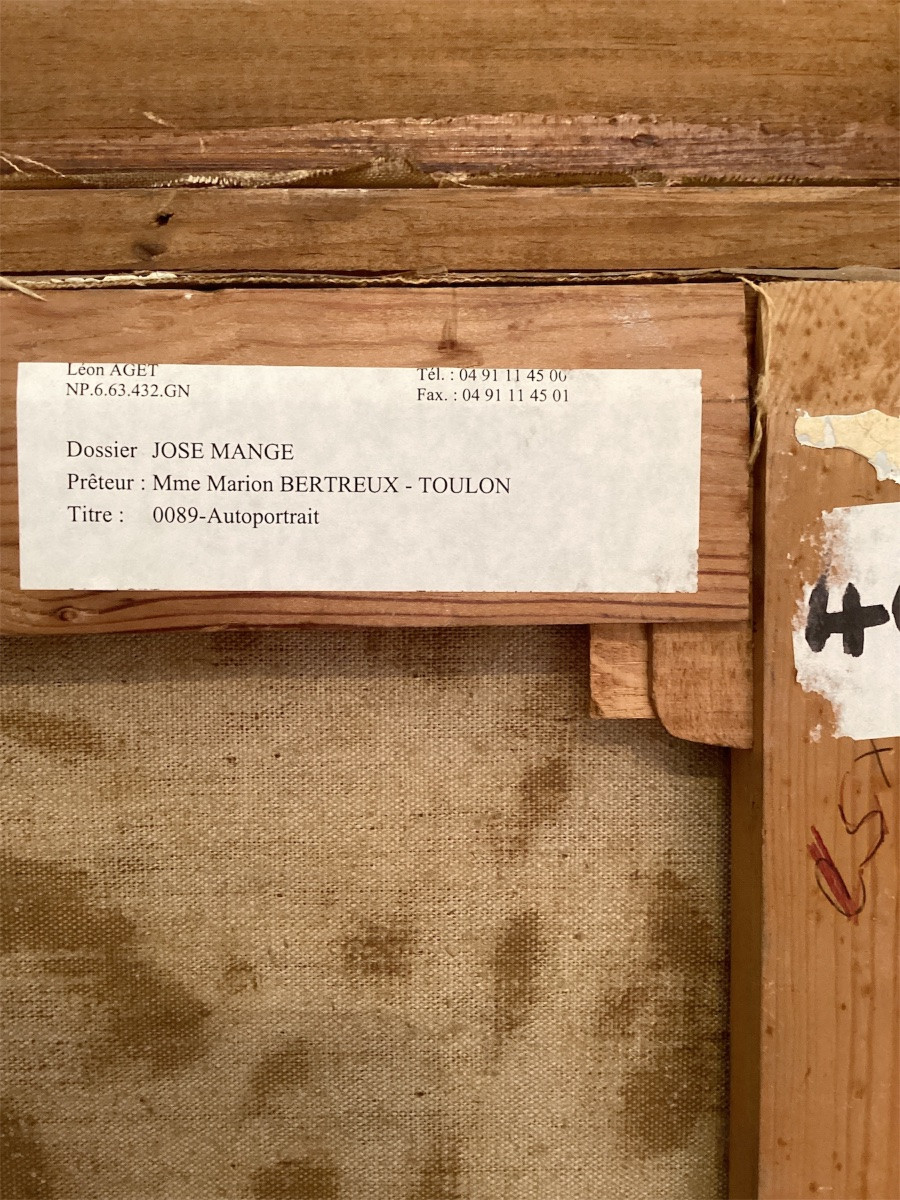 Léon AGET
NP.6.63.432.GN
Tél. : 04 91 11 45 00
Fax. : 04 91 11 45 01
Dossier JOSE MANGE
Prêteur : Mme Marion BERTREUX - TOULON
Titre : 0089-Autoportrait